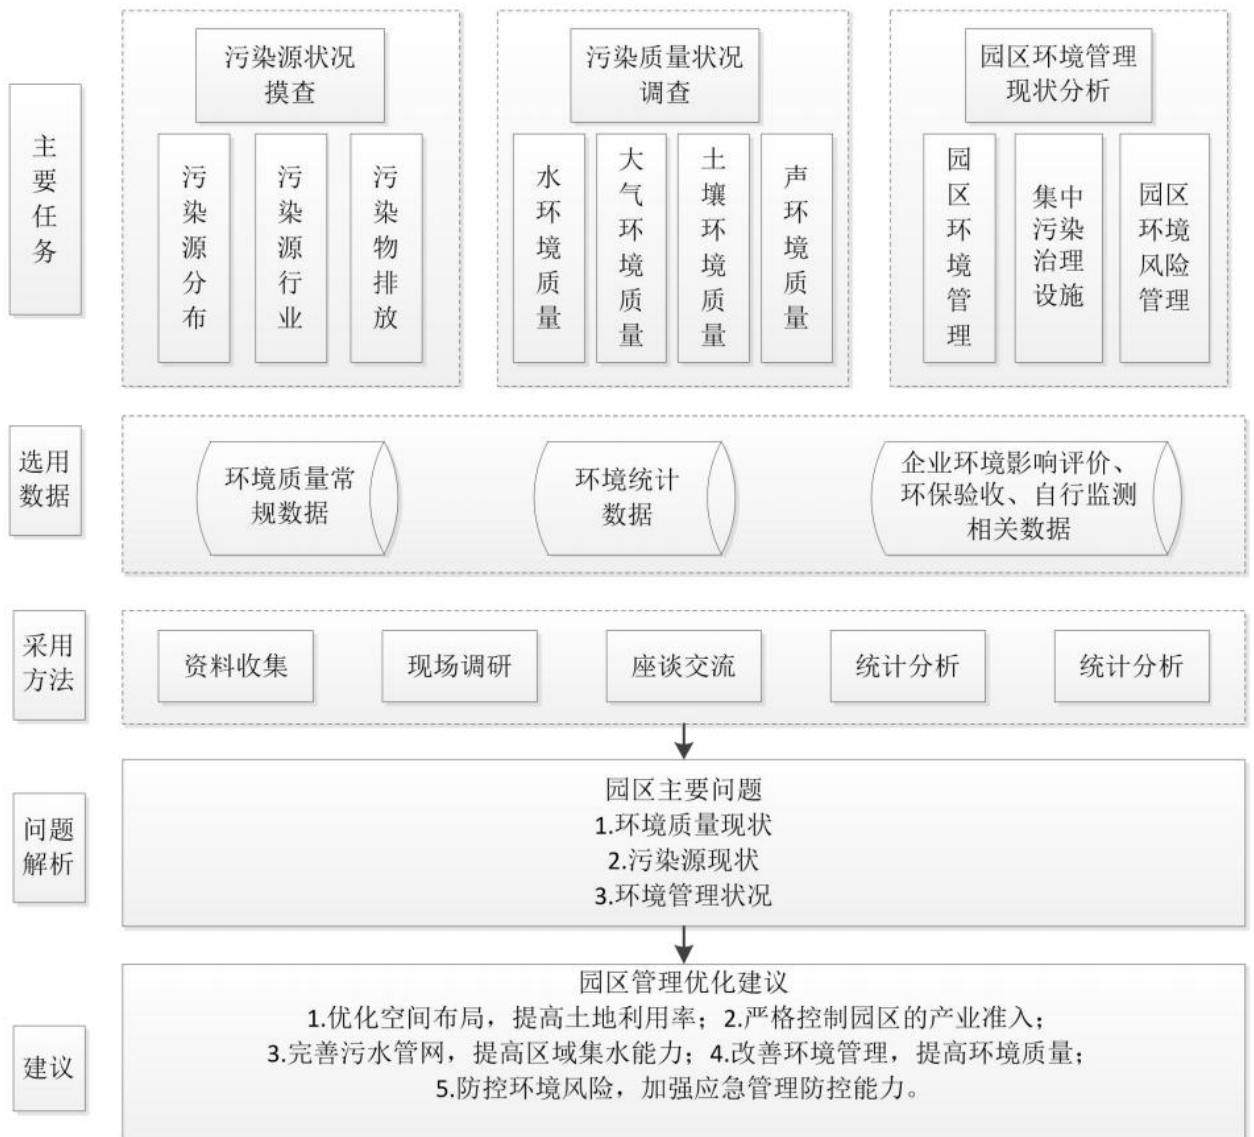 主要任务
污染源状况
摸查
污染源分布
污染源行业
污染物排放
污染质量状况
调查
水环境质量
大气环境质量
土壤环境质量
声环境质量
园区环境管理
现状分析
园区环境管理
集中
污染
治理
设施
园区
环境
风险
管理
选用
数据
环境质量常
规数据
环境统计
数据
企业环境影响评价、
环保验收、自行监测
相关数据
采用
方法
资料收集
现场调研
座谈交流
统计分析
统计分析
问题
解析
园区主要问题
1.环境质量现状
2.污染源现状
3.环境管理状况
建议
园区管理优化建议
1.优化空间布局，提高土地利用率；2.严格控制园区的产业准入；
3.完善污水管网，提高区域集水能力；4.改善环境管理，提高环境质量；
5.防控环境风险，加强应急管理防控能力。